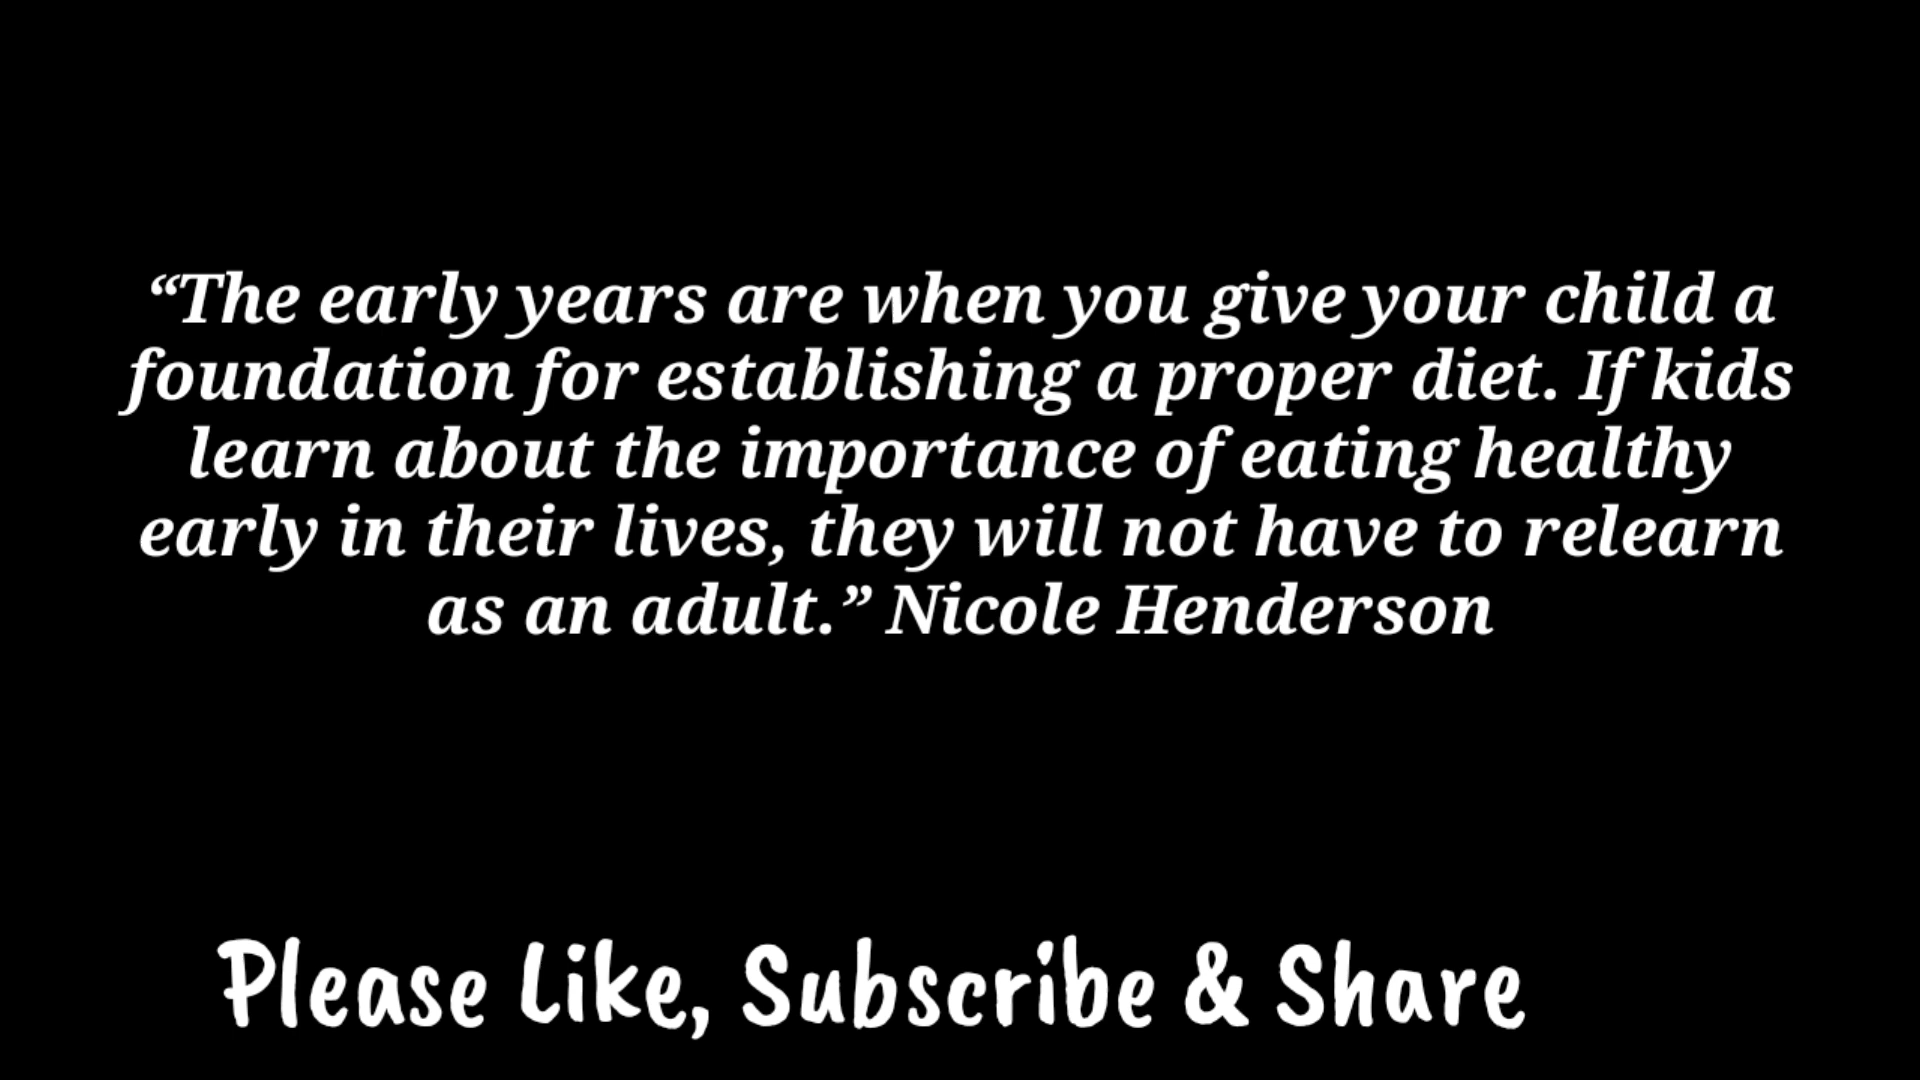 “The early years are when you give your child a
foundation for establishing a proper diet. If kids
learn about the importance of eating healthy
early in their lives, they will not have to relearn
as an adult.” Nicole Henderson
Please Like, Subscribe & Share